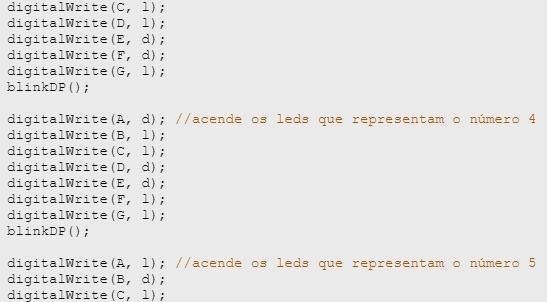 digitalWrite(C, l);
digitalWrite(D, l);
digitalWrite(E, d);
digitalWrite(F, d);
digitalWrite(G, l);
blinkDP();
digitalWrite(A, d); //acende os leds que representam o número 4
digitalWrite(B, l);
digitalWrite(C, l);
digitalWrite(D, d);
digitalWrite(E, d);
digitalWrite(F, l);
digitalWrite(G, l);
blinkDP();
digitalWrite(A, l); //acende os leds que representam o número 5
digitalWrite(B, d);
digitalWrite(C, l);